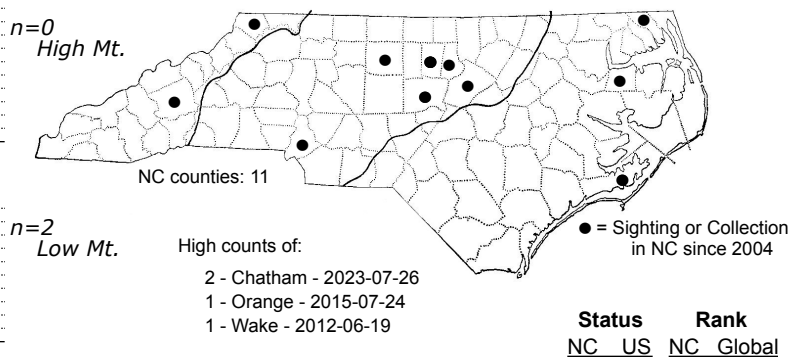 n=0
High Mt.
NC counties: 11
n=2
Low Mt.
High counts of:
2 - Chatham - 2023-07-26
1 - Orange - 2015-07-24
1 - Wake - 2012-06-19
● = Sighting or Collection
in NC since 2004
Status Rank
NC US NC Global